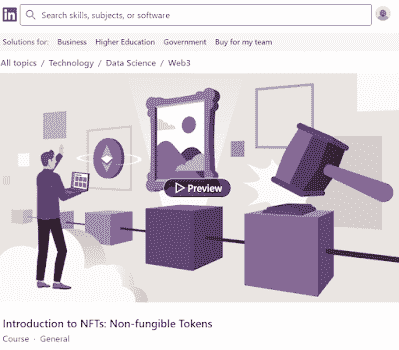 in
Search skills, subjects, or software
Solutions for: Business Higher Education Government Buy for my team
All topics / Technology / Data Science / Web3
Preview
Introduction to NFTs: Non-fungible Tokens
Course · General